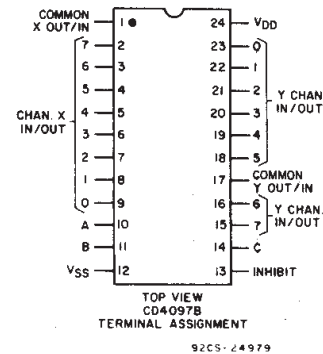 COMMON X OUT/IN 1 24 VDD
7 2 23 0
6 3 22 1
5 4 21 2
4 5 20 3
3 6 19 4
2 7 18 5
1 8 17 COMMON Y OUT/IN
0 9 16 6
A 10 15 7
B 11 14 C
VSS 12 13 INHIBIT
CHAN. X IN/OUT
Y CHAN. IN/OUT
Y CHAN. IN/OUT
TOP VIEW
CD4097B
TERMINAL ASSIGNMENT
92CS-24979